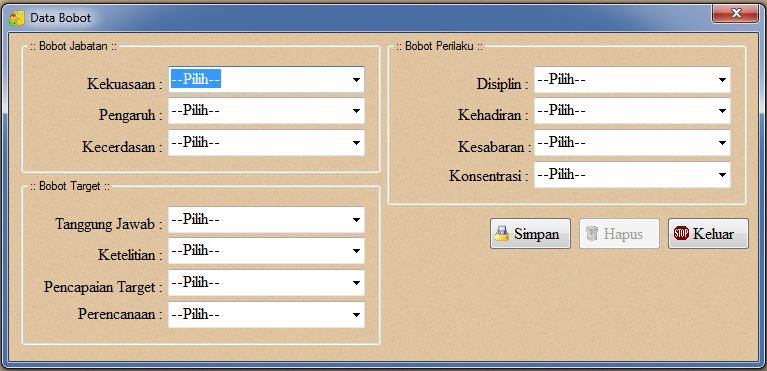 Data Bobot
:: Bobot Jabatan ::
Kekuasaan : --Pilih--
Pengaruh : --Pilih--
Kecerdasan : --Pilih--
:: Bobot Target ::
Tanggung Jawab : --Pilih--
Ketelitian : --Pilih--
Pencapaian Target : --Pilih--
Perencanaan : --Pilih--
:: Bobot Perilaku ::
Disiplin : --Pilih--
Kehadiran : --Pilih--
Kesabaran : --Pilih--
Konsentrasi : --Pilih--
Simpan
Hapus
STOP Keluar